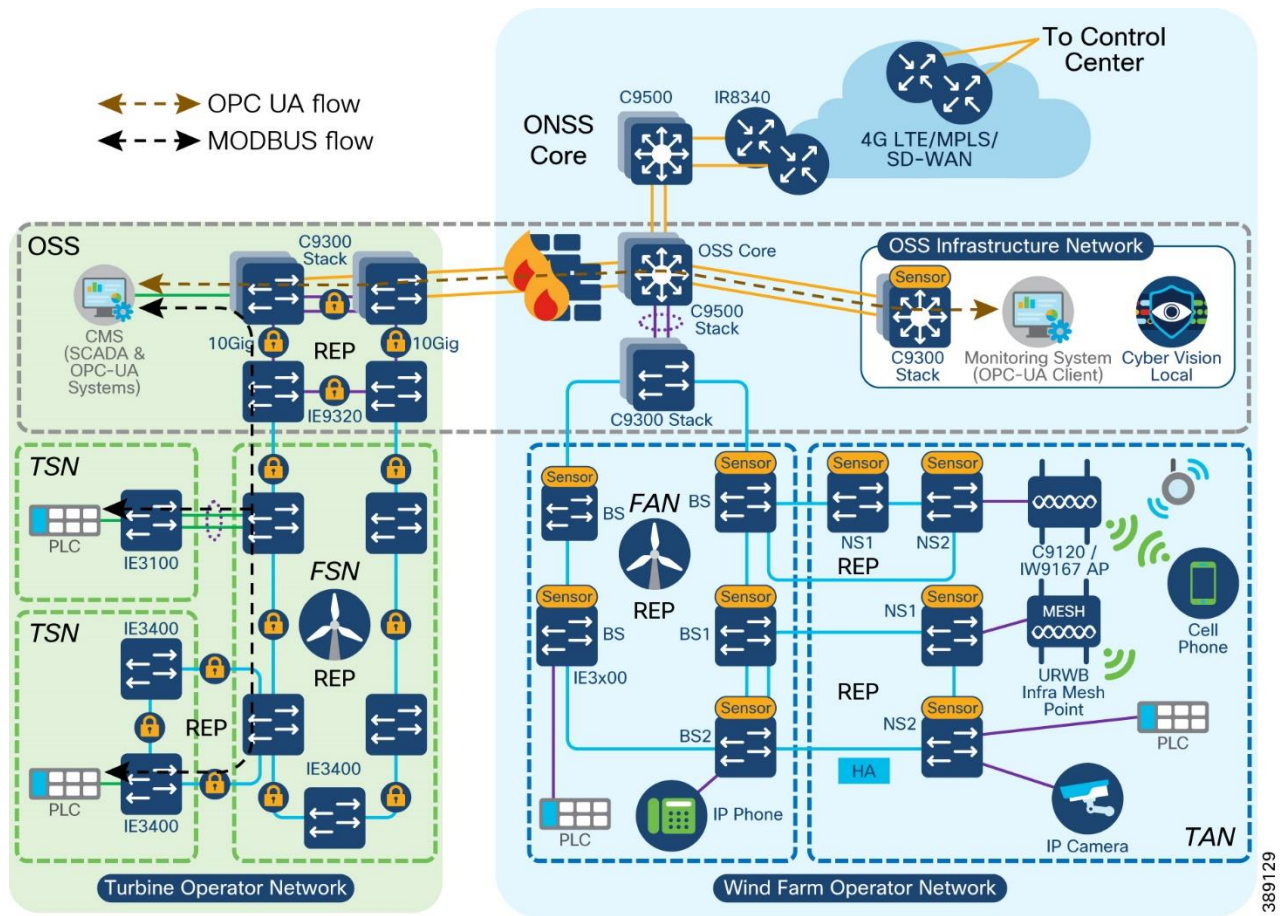 OPC UA flow
MODBUS flow
ONSS
Core
C9500
IR8340
To Control
Center
4G LTE/MPLS/
SD-WAN
OSS
C9300
Stack
CMS
(SCADA &
OPC-UA
Systems)
10Gig
REP
10Gig
IE9320
OSS Core
C9500
Stack
C9300 Stack
OSS Infrastructure Network
Sensor
C9300
Stack
Monitoring System
(OPC-UA Client)
Cyber Vision
Local
TSN
PLC
IE3100
TSN
IE3400
REP
PLC
IE3400
FSN
REP
IE3400
Turbine Operator Network
Sensor
BS
FAN
REP
Sensor
BS
IE3x00
Sensor
BS
Sensor
BS1
Sensor
BS2
PLC
IP Phone
Sensor
NS1
Sensor
NS2
REP
C9120 /
IW9167 AP
Sensor
NS1
MESH
URWB
Infra Mesh
Point
Cell
Phone
REP
Sensor
NS2
HA
PLC
IP Camera
TAN
Wind Farm Operator Network
389129